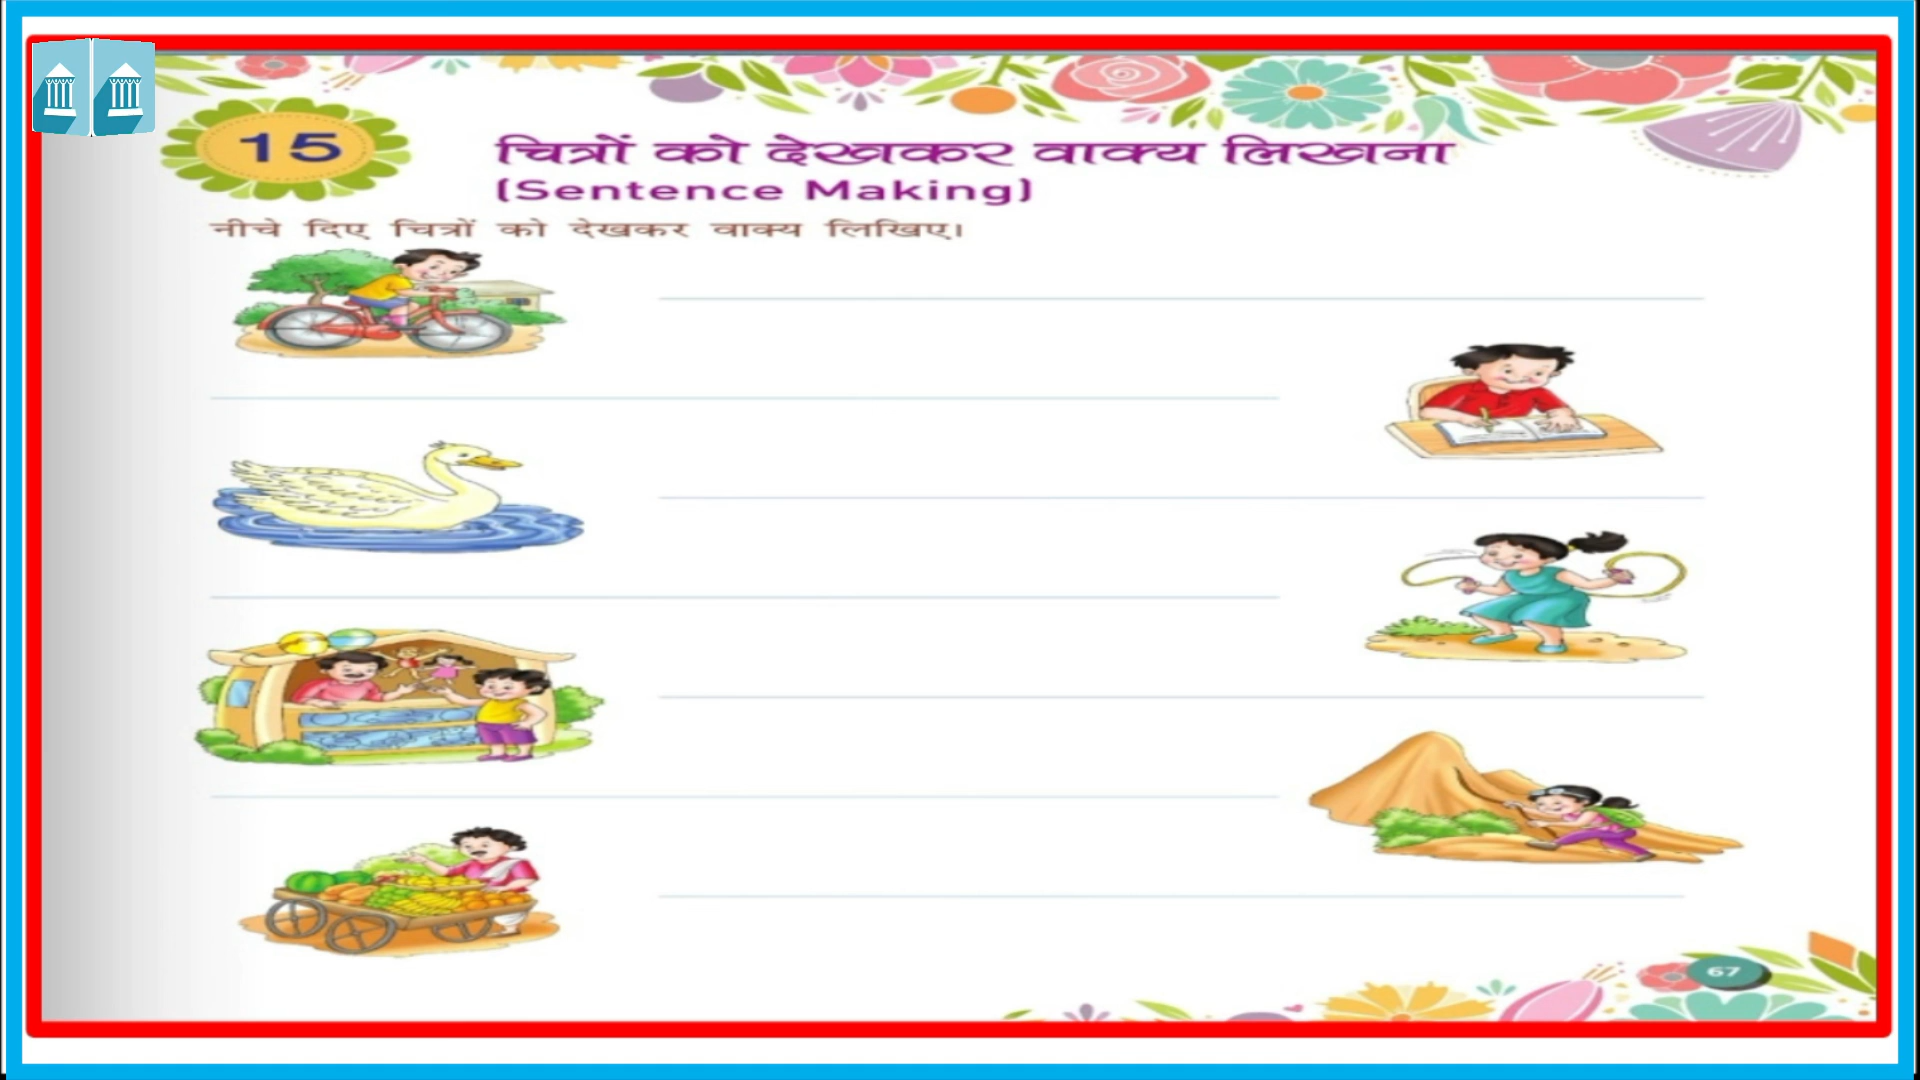 15
चित्रों को देखकर वाक्य लिखना
(Sentence Making)
नीचे दिए चित्रों को देखकर वाक्य लिखिए।
67